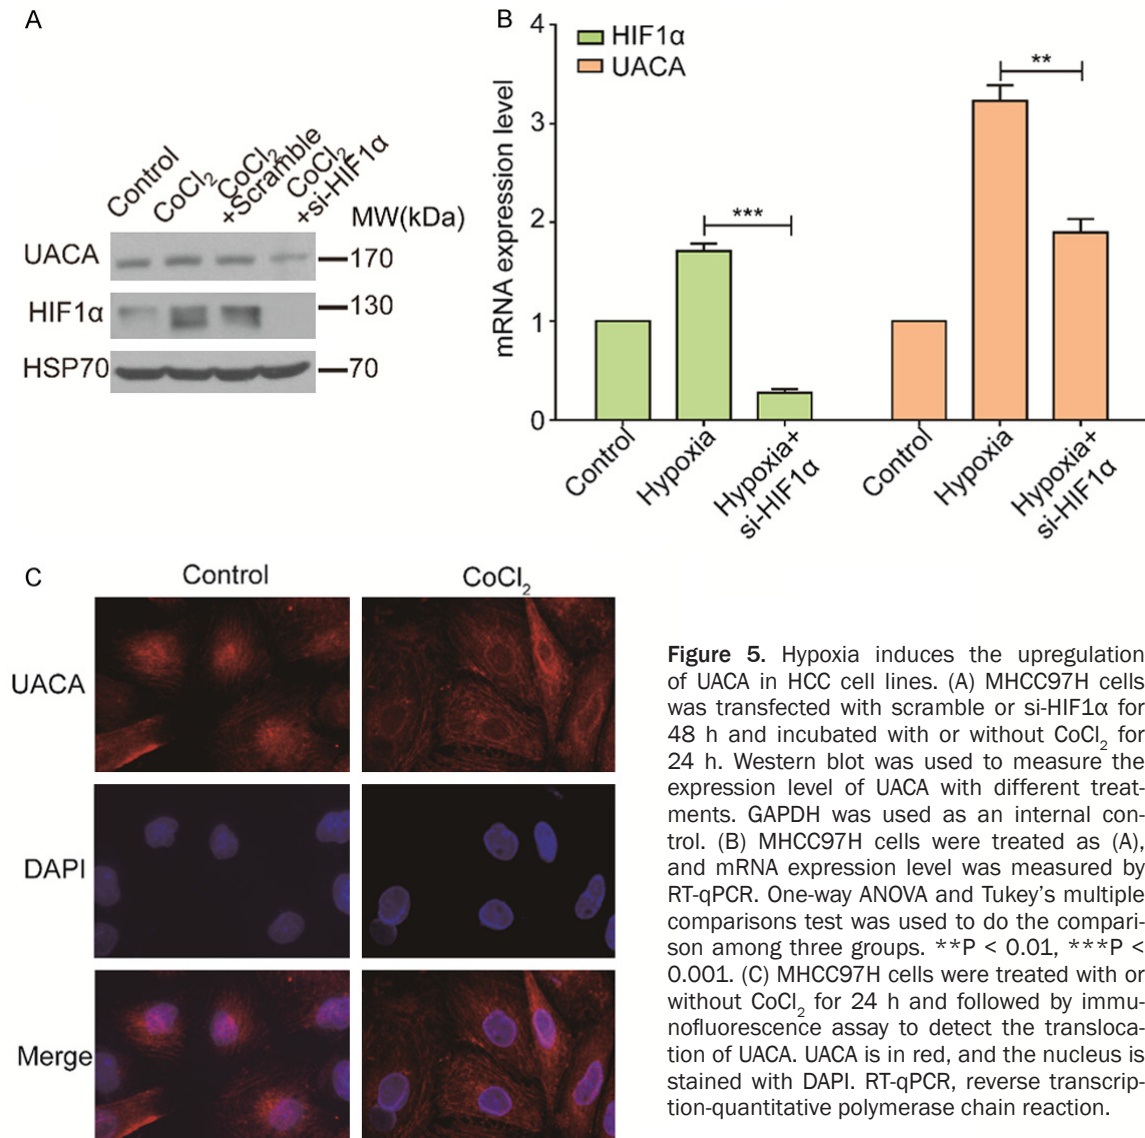 A
Control
CoCl₂
CoCl₂
+Scramble
CoCl₂
+si-HIF1α
MW(kDa)
UACA
170
HIF1α
130
HSP70
70
B
HIF1α
UACA
mRNA expression level
4
3
2
1
0
***
**
Control
Hypoxia
Hypoxia+
si-HIF1α
Control
Hypoxia
Hypoxia+
si-HIF1α
C
Control
CoCl₂
UACA
DAPI
Merge
Figure 5. Hypoxia induces the upregulation
of UACA in HCC cell lines. (A) MHCC97H cells
was transfected with scramble or si-HIF1α for
48 h and incubated with or without CoCl₂ for
24 h. Western blot was used to measure the
expression level of UACA with different treat-
ments. GAPDH was used as an internal con-
trol. (B) MHCC97H cells were treated as (A),
and mRNA expression level was measured by
RT-qPCR. One-way ANOVA and Tukey's multiple
comparisons test was used to do the compari-
son among three groups. **P < 0.01, ***P <
0.001. (C) MHCC97H cells were treated with or
without CoCl₂ for 24 h and followed by immu-
nofluorescence assay to detect the transloca-
tion of UACA. UACA is in red, and the nucleus is
stained with DAPI. RT-qPCR, reverse transcrip-
tion-quantitative polymerase chain reaction.